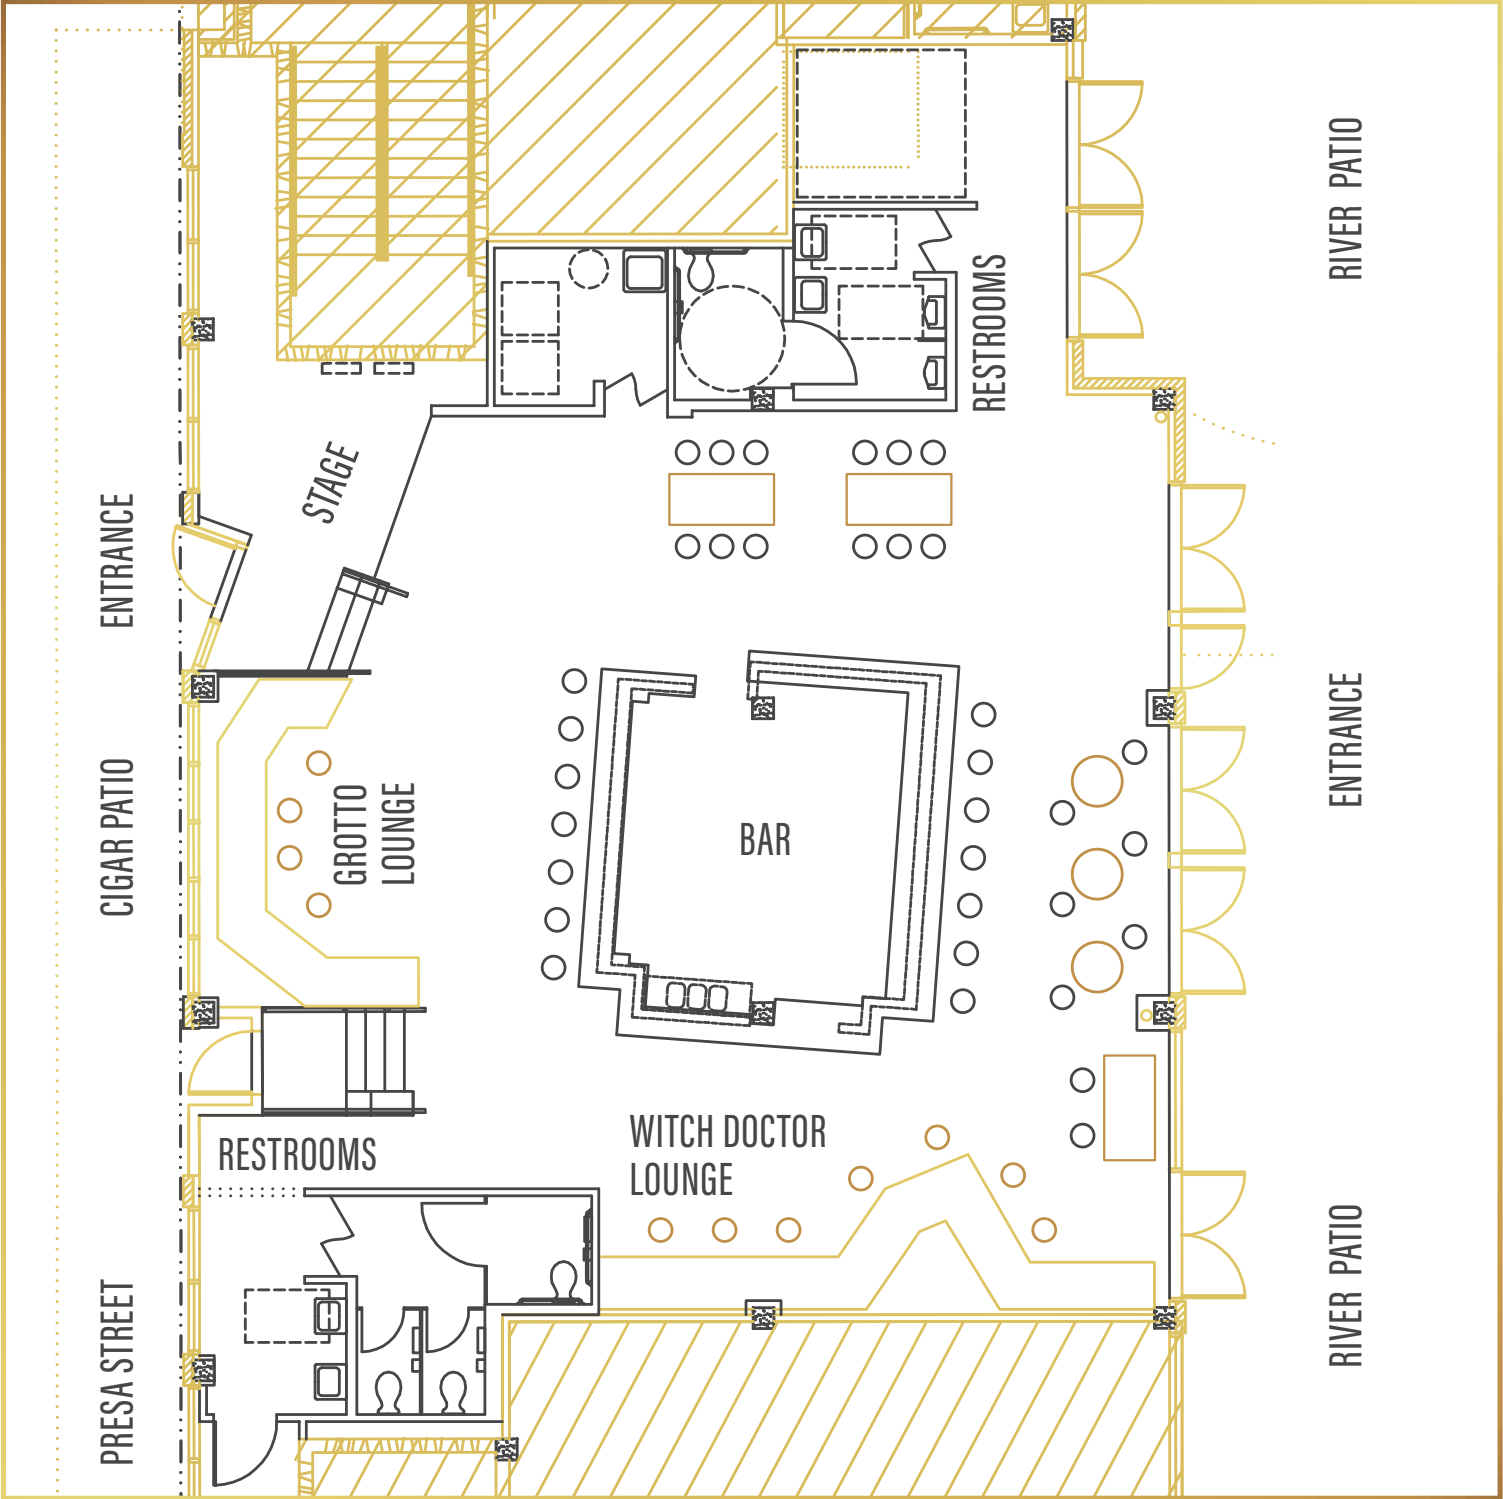 RIVER PATIO
RESTROOMS
STAGE
ENTRANCE
ENTRANCE
CIGAR PATIO
GROTTO
LOUNGE
BAR
WITCH DOCTOR
LOUNGE
RESTROOMS
RIVER PATIO
PRESA STREET